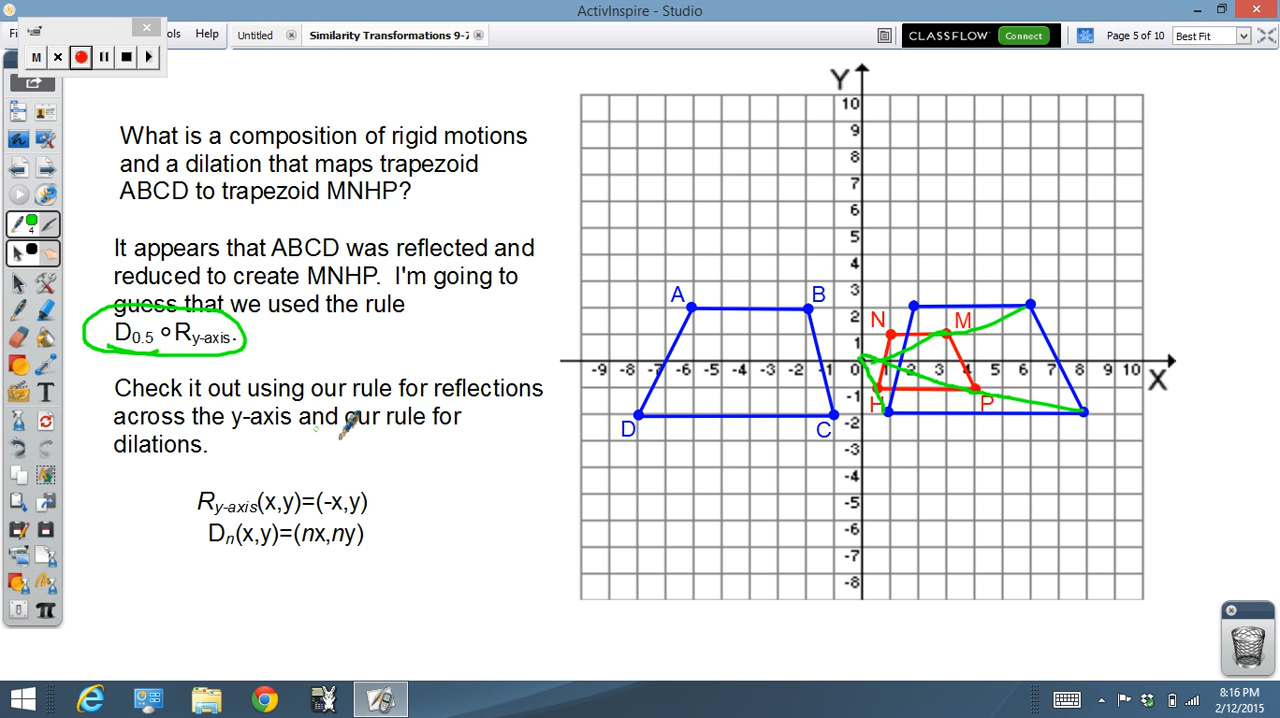 ActivInspire - Studio
Fi
ols Help Untitled Similarity Transformations 9-7
CLASSFLOW Connect
Page 5 of 10 Best Fit
M
What is a composition of rigid motions
and a dilation that maps trapezoid
ABCD to trapezoid MNHP?
It appears that ABCD was reflected and
reduced to create MNHP. I'm going to
guess that we used the rule
D0.5 ∘ Ry-axis.
Check it out using our rule for reflections
across the y-axis and our rule for
dilations.
Ry-axis(x,y)=(-x,y)
Dn(x,y)=(nx,ny)
4
T
π
Y
10
9
8
7
6
5
4
3
2
1
-9 -8 -7 -6 -5 -4 -3 -2 -1 0 1 2 3 4 5 6 7 8 9 10
X
-1
-2
-3
-4
-5
-6
-7
-8
A B
N M
H P
D C
8:16 PM
2/12/2015